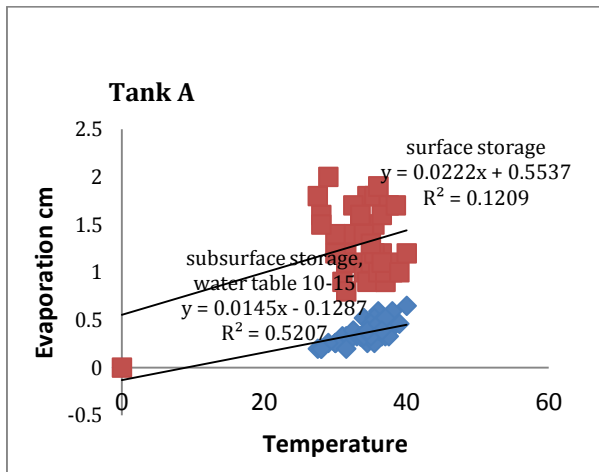 Tank A
2.5
2
1.5
1
0.5
0
-0.5
0
20
40
60
Evaporation cm
Temperature
surface storage
y = 0.0222x + 0.5537
R² = 0.1209
subsurface storage,
water table 10-15
y = 0.0145x - 0.1287
R² = 0.5207